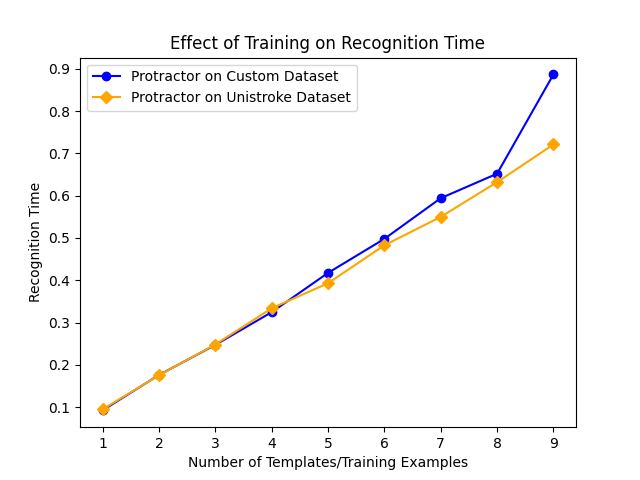 Effect of Training on Recognition Time
Protractor on Custom Dataset
Protractor on Unistroke Dataset
Recognition Time
0.9
0.8
0.7
0.6
0.5
0.4
0.3
0.2
0.1
1 2 3 4 5 6 7 8 9
Number of Templates/Training Examples